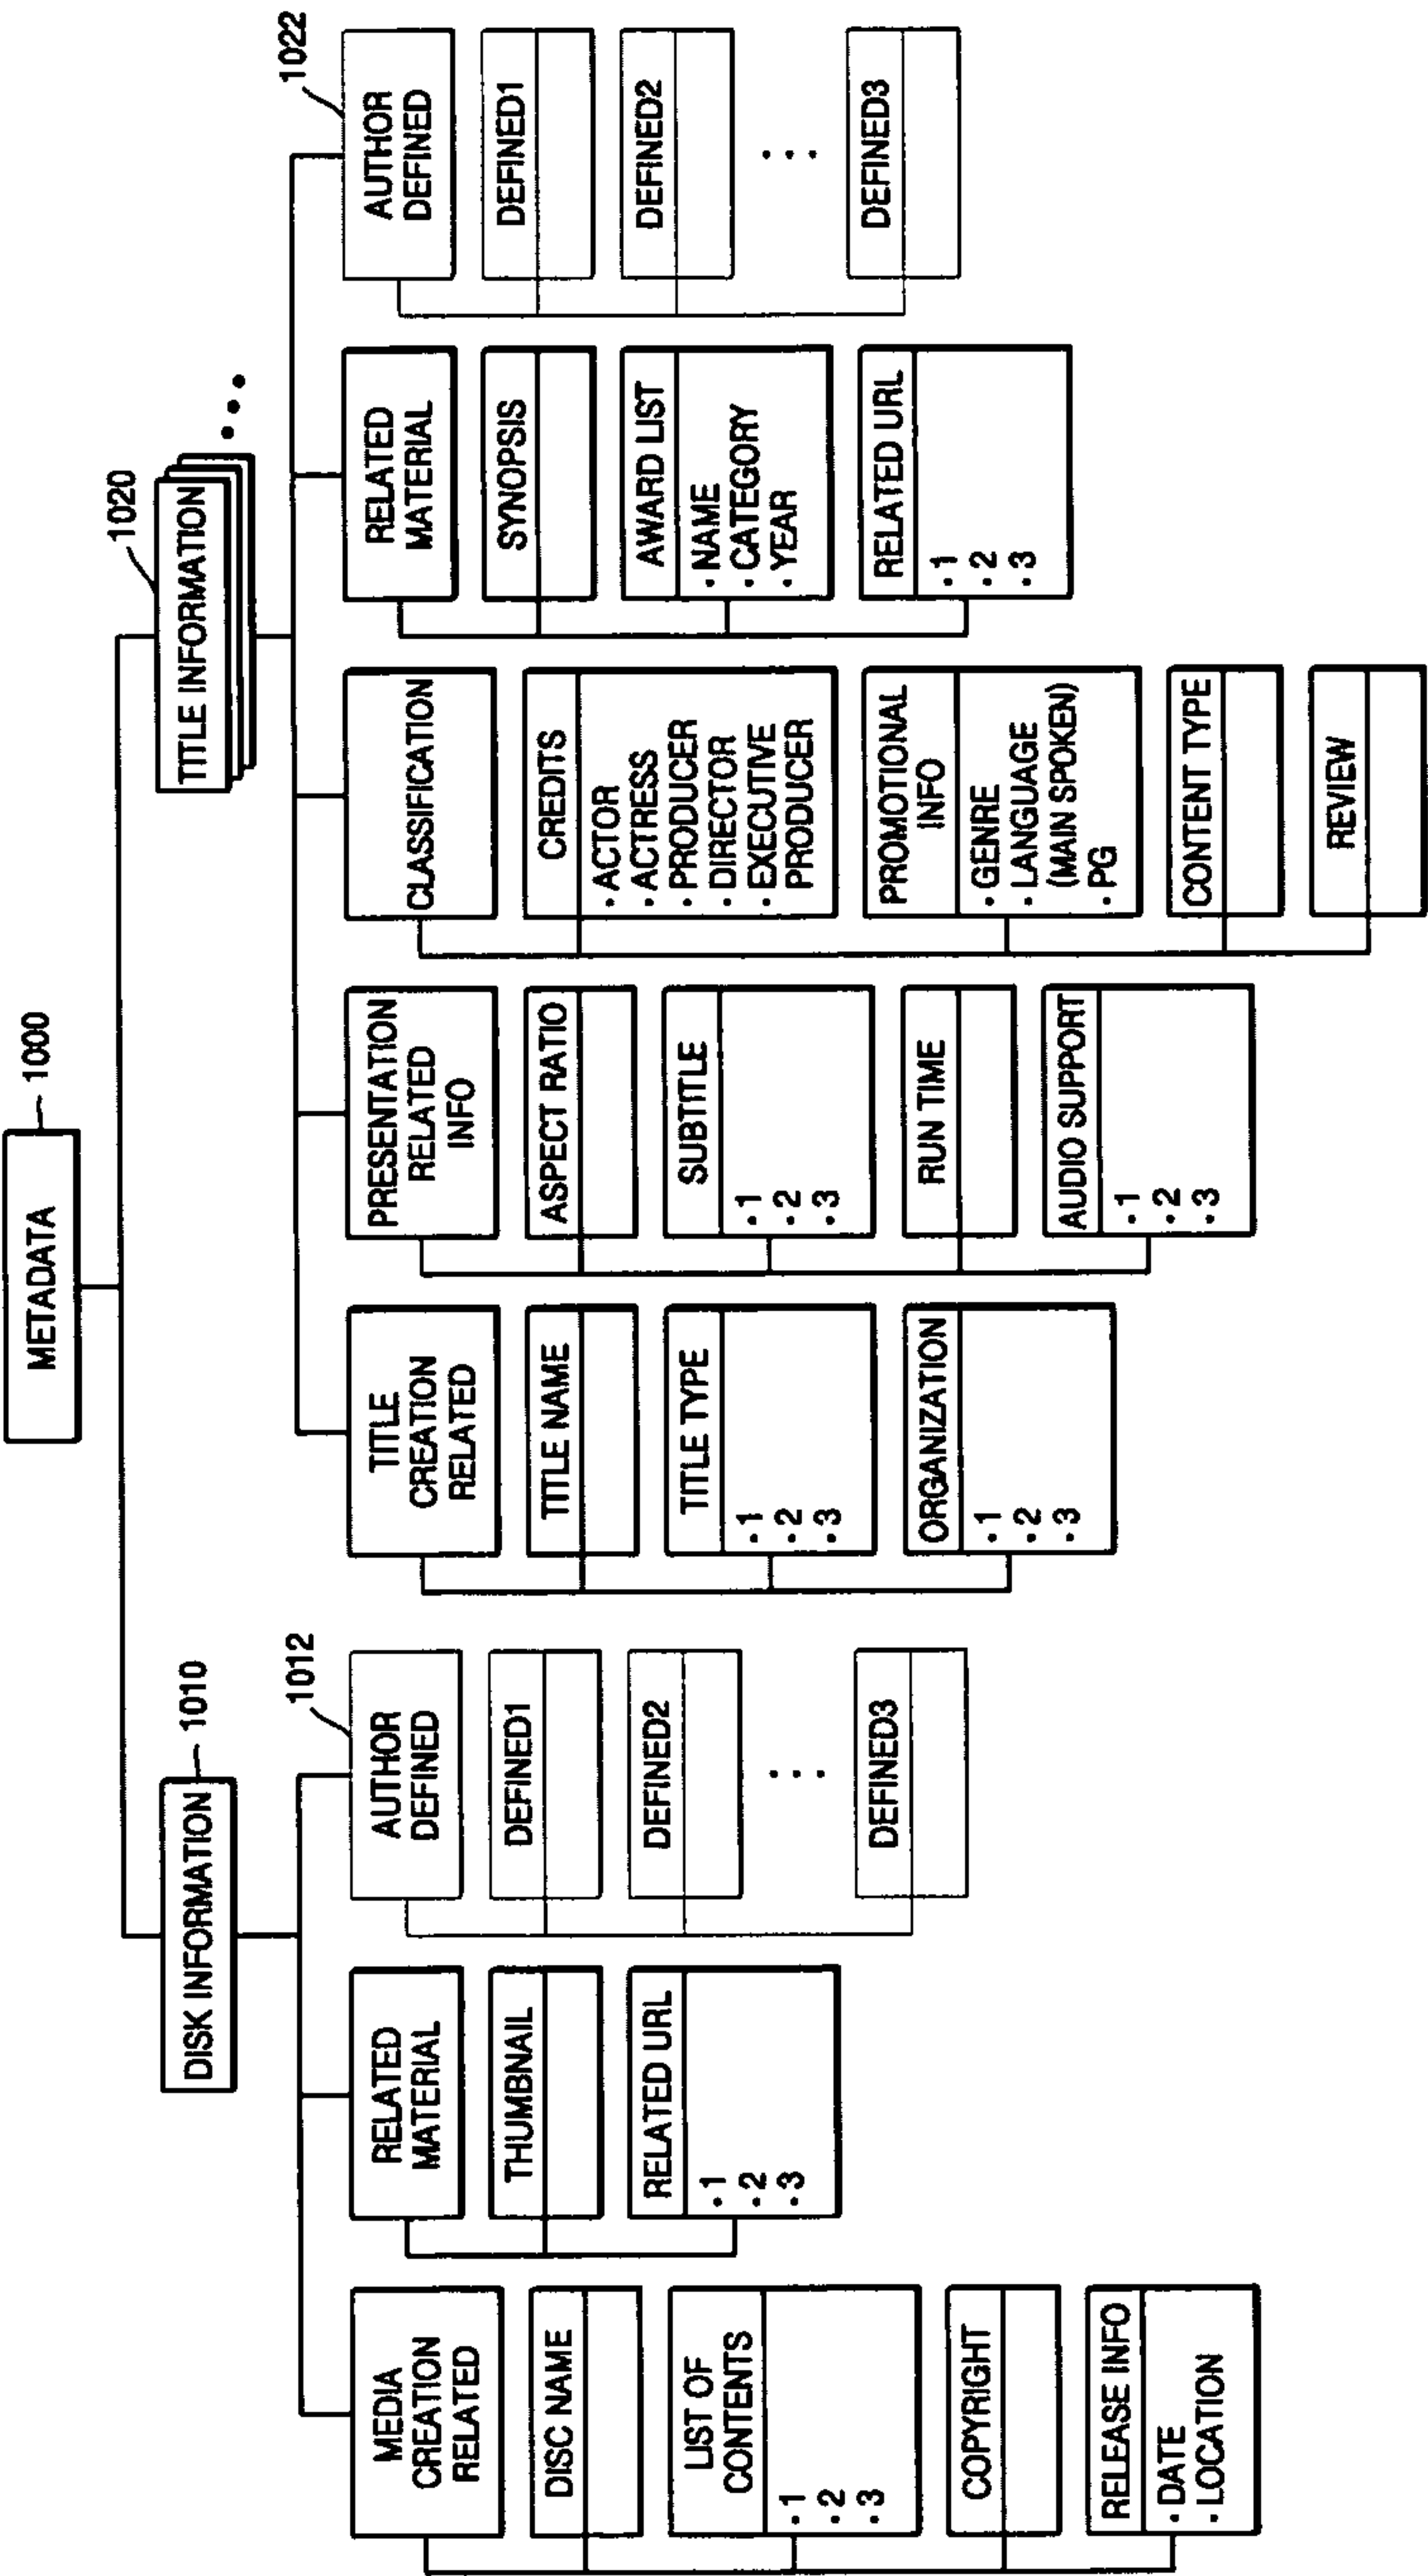 METADATA
1000
DISK INFORMATION
1010
TITLE INFORMATION
1020
• • •
MEDIA
CREATION
RELATED
DISC NAME
LIST OF
CONTENTS
• 1
• 2
• 3
COPYRIGHT
RELEASE INFO
• DATE
• LOCATION
RELATED
MATERIAL
THUMBNAIL
RELATED URL
• 1
• 2
• 3
1012
AUTHOR
DEFINED
DEFINED1
DEFINED2
⋮
DEFINED3
TITLE
CREATION
RELATED
TITLE NAME
TITLE TYPE
• 1
• 2
• 3
ORGANIZATION
• 1
• 2
• 3
PRESENTATION
RELATED
INFO
ASPECT RATIO
SUBTITLE
• 1
• 2
• 3
RUN TIME
AUDIO SUPPORT
• 1
• 2
• 3
CLASSIFICATION
CREDITS
• ACTOR
• ACTRESS
• PRODUCER
• DIRECTOR
• EXECUTIVE
PRODUCER
PROMOTIONAL
INFO
• GENRE
• LANGUAGE
(MAIN SPOKEN)
• PG
CONTENT TYPE
REVIEW
RELATED
MATERIAL
SYNOPSIS
AWARD LIST
• NAME
• CATEGORY
• YEAR
RELATED URL
• 1
• 2
• 3
1022
AUTHOR
DEFINED
DEFINED1
DEFINED2
⋮
DEFINED3